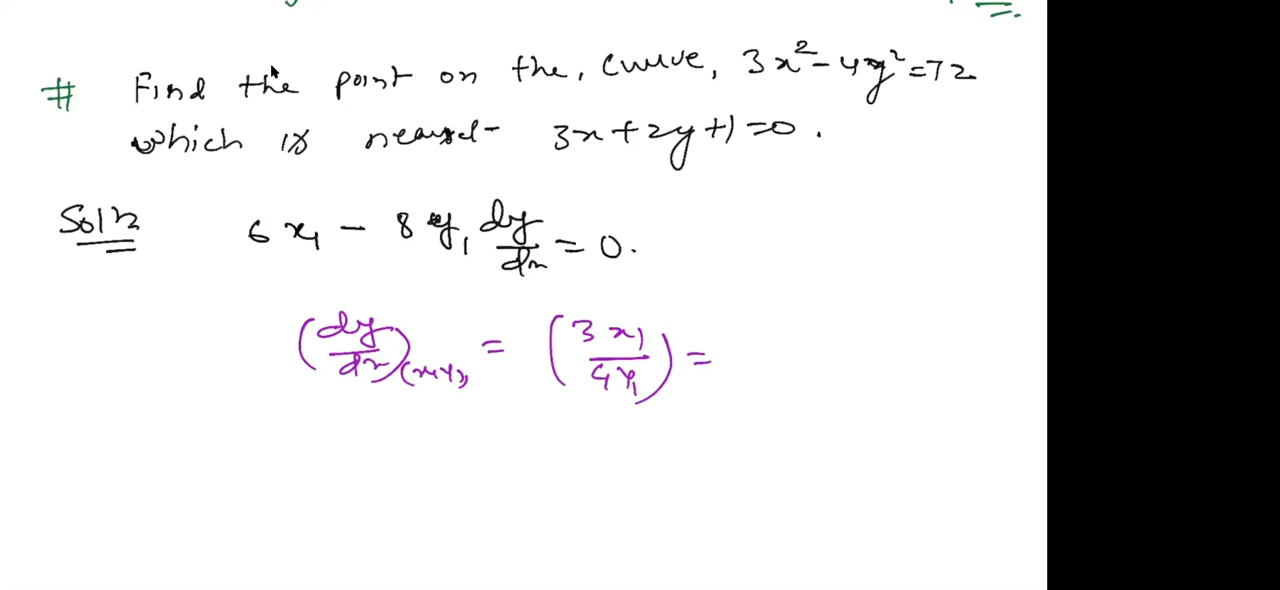 # Find the point on the, curve, 3x² - 4y² = 72
which is nearest 3x + 2y + 1 = 0.
Solⁿ 6x₁ - 8y₁ dy/dx = 0.
(dy/dx)(x₁,y₁) = (3x₁/4y₁) =